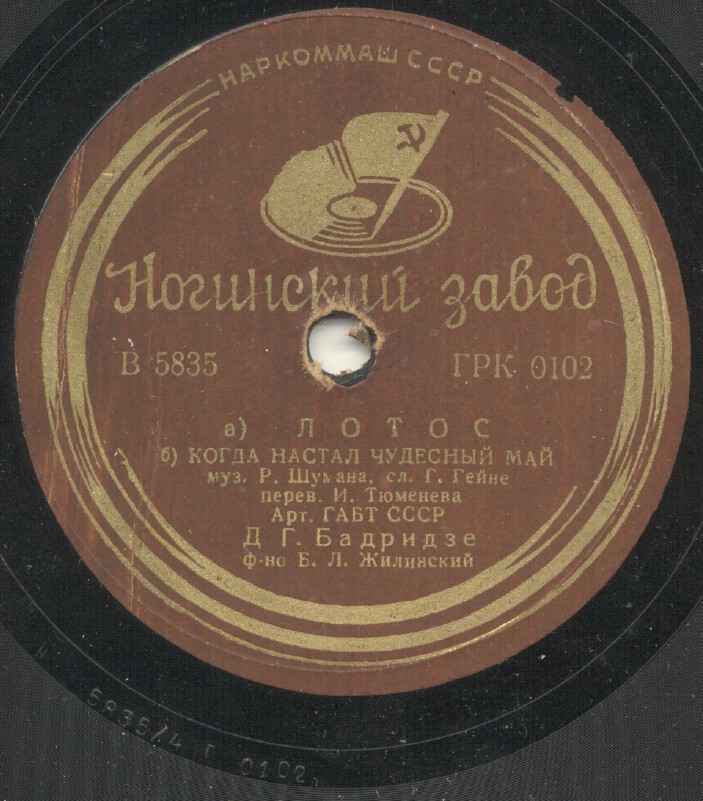 НАРКОММАШ СССР
Ногинский завод
В 5835 ГРК 0102
а) ЛОТОС
б) КОГДА НАСТАЛ ЧУДЕСНЫЙ МАЙ
муз. Р. Шумана, сл. Г. Гейне
перев. И. Тюменева
Арт. ГАБТ СССР
Д Г. Бадридзе
ф-но Б. Л. Жилинский
5835/4 г 0102